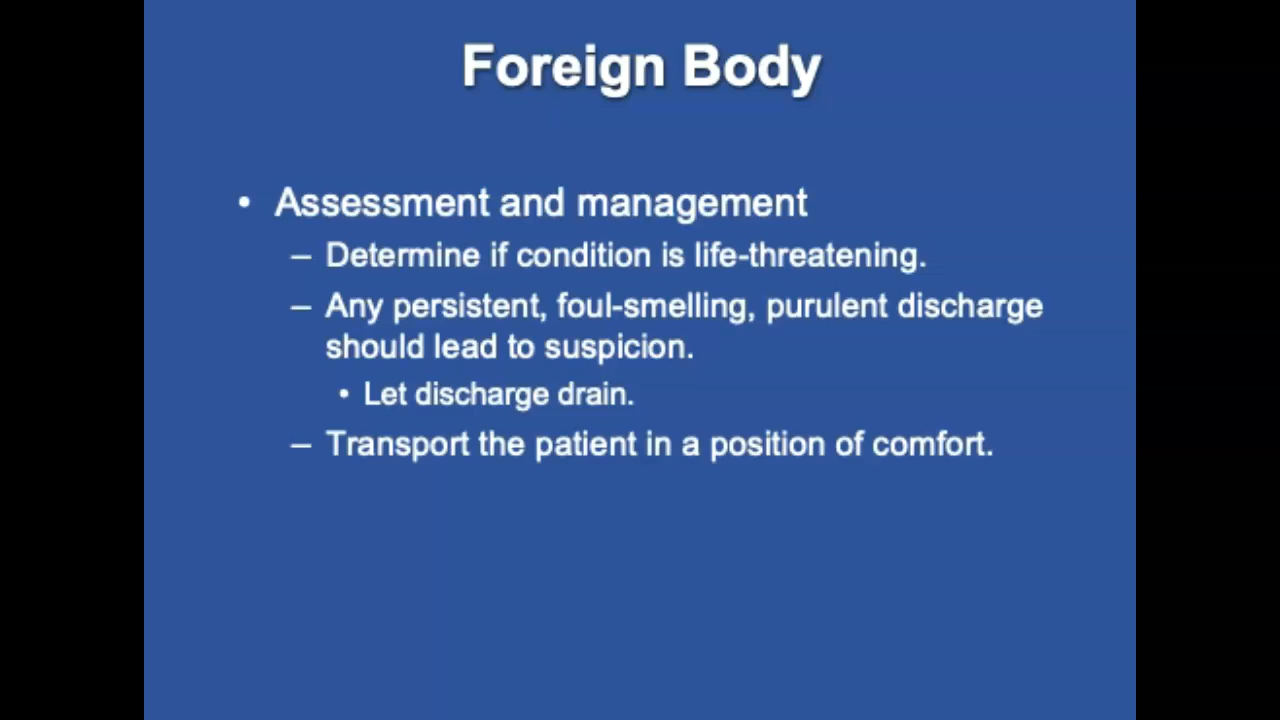 Foreign Body
• Assessment and management
– Determine if condition is life-threatening.
– Any persistent, foul-smelling, purulent discharge
should lead to suspicion.
• Let discharge drain.
– Transport the patient in a position of comfort.